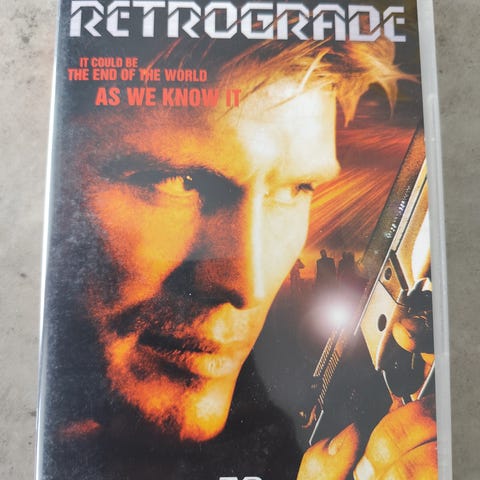 RETROGRADE
IT COULD BE
THE END OF THE WORLD
AS WE KNOW IT